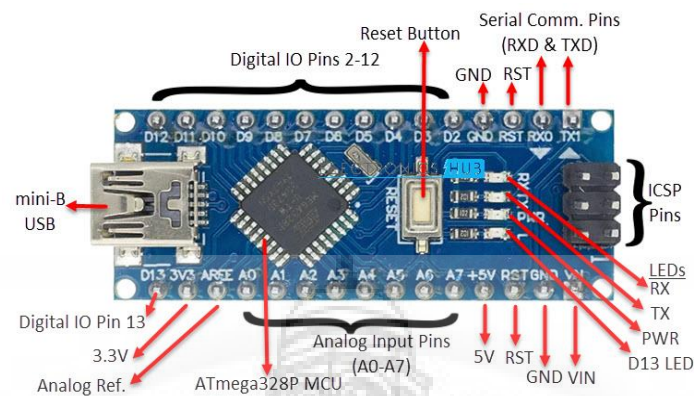 Reset Button
Serial Comm. Pins
(RXD & TXD)
Digital IO Pins 2-12
GND
RST
D12 D11 D10 D9 D8 D7 D6 D5 D4 D3 D2 GND RST RX0 TX1
HUB
RESET
mini-B
USB
ICSP
Pins
D13 3V3 AREF A0 A1 A2 A3 A4 A5 A6 A7 +5V RST GND VIN
LEDs
RX
TX
PWR
D13 LED
Digital IO Pin 13
3.3V
Analog Ref.
ATmega328P MCU
Analog Input Pins
(A0-A7)
5V
RST
GND
VIN